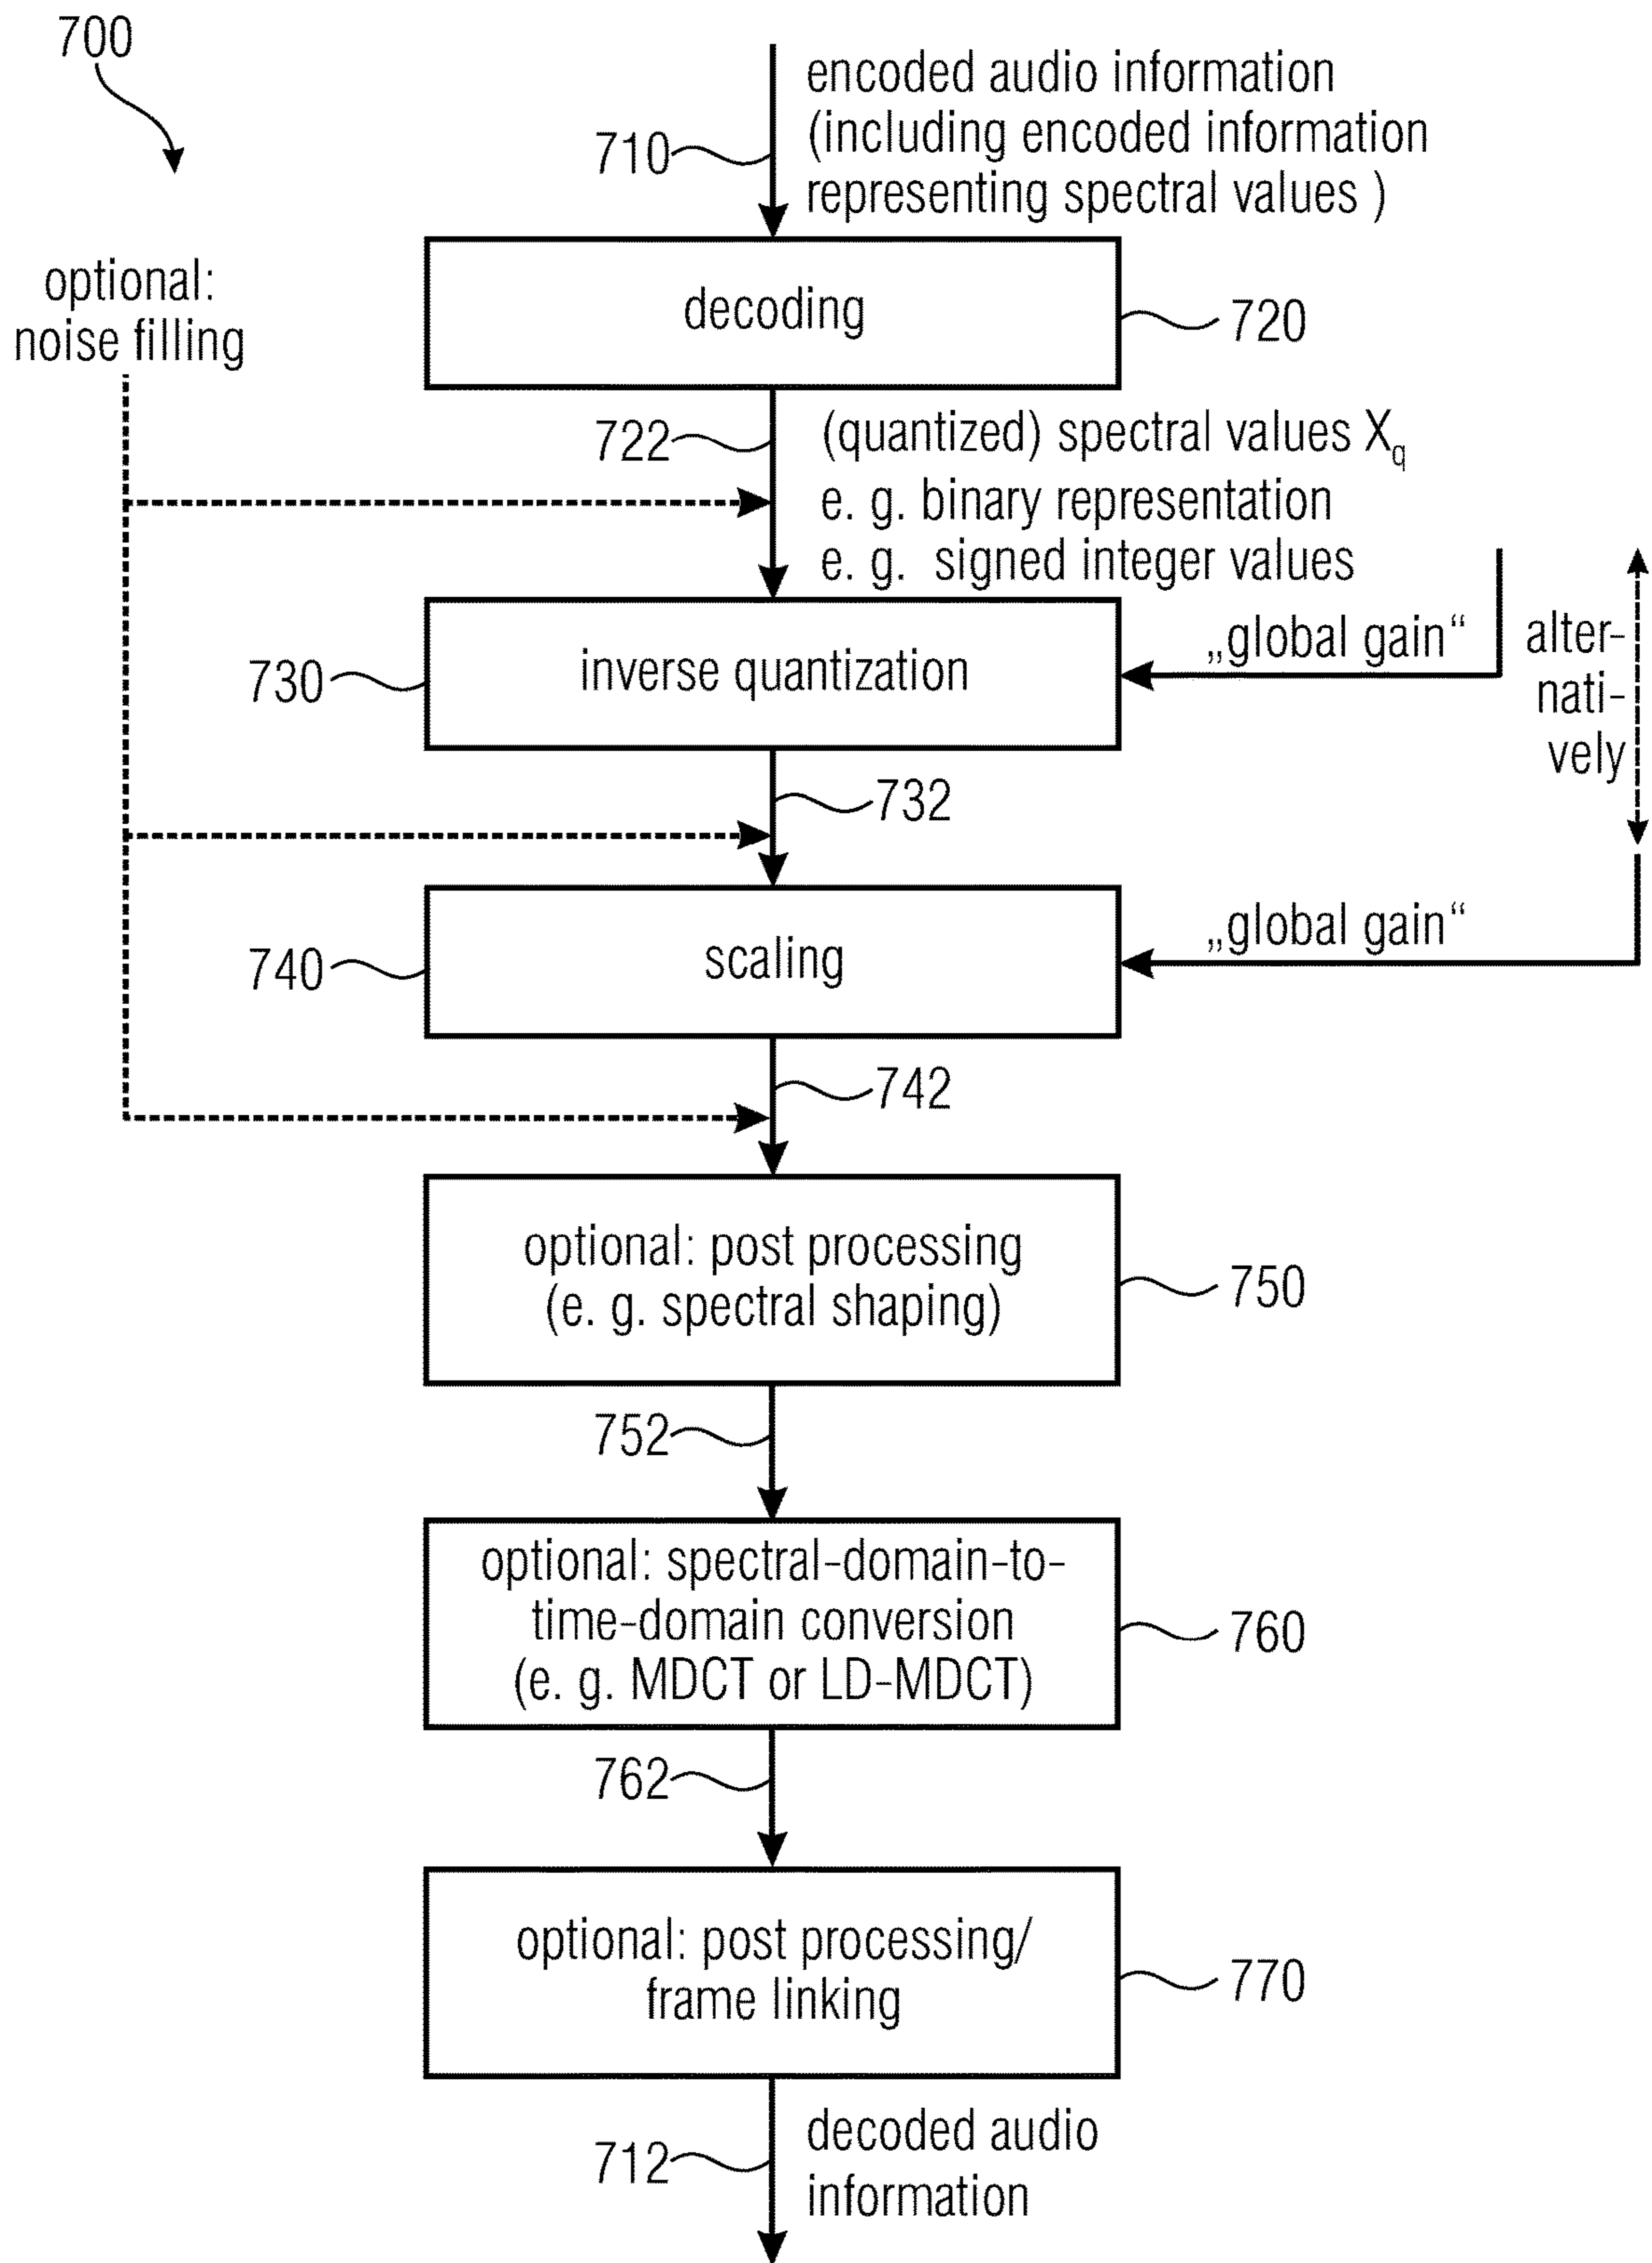 700
encoded audio information
(including encoded information
representing spectral values )
710
optional:
noise filling
decoding
720
722
(quantized) spectral values Xq
e. g. binary representation
e. g. signed integer values
„global gain“
alter-
nati-
vely
inverse quantization
730
732
„global gain“
scaling
740
742
optional: post processing
(e. g. spectral shaping)
750
752
optional: spectral-domain-to-
time-domain conversion
(e. g. MDCT or LD-MDCT)
760
762
optional: post processing/
frame linking
770
712
decoded audio
information